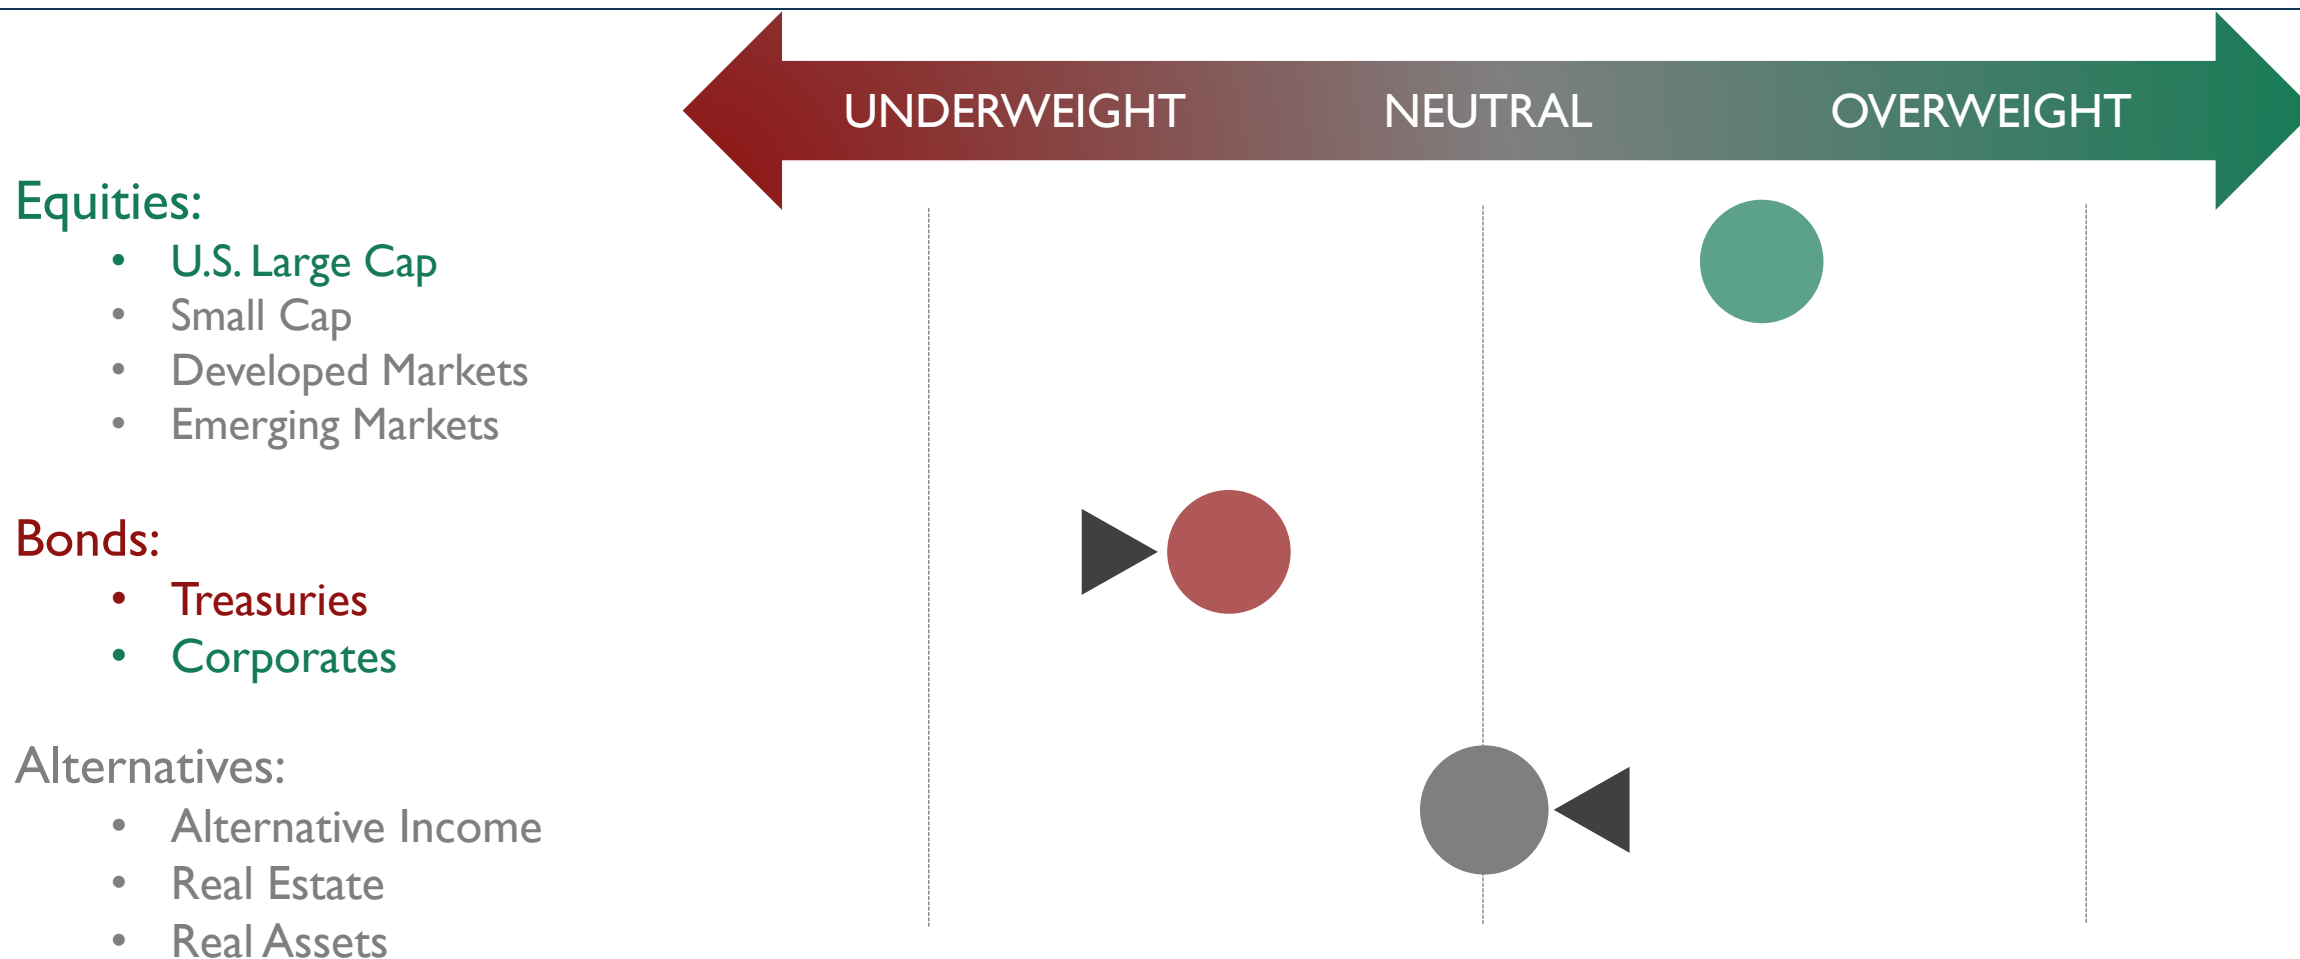 UNDERWEIGHT NEUTRAL OVERWEIGHT
Equities:
• U.S. Large Cap
• Small Cap
• Developed Markets
• Emerging Markets
Bonds:
• Treasuries
• Corporates
Alternatives:
• Alternative Income
• Real Estate
• Real Assets